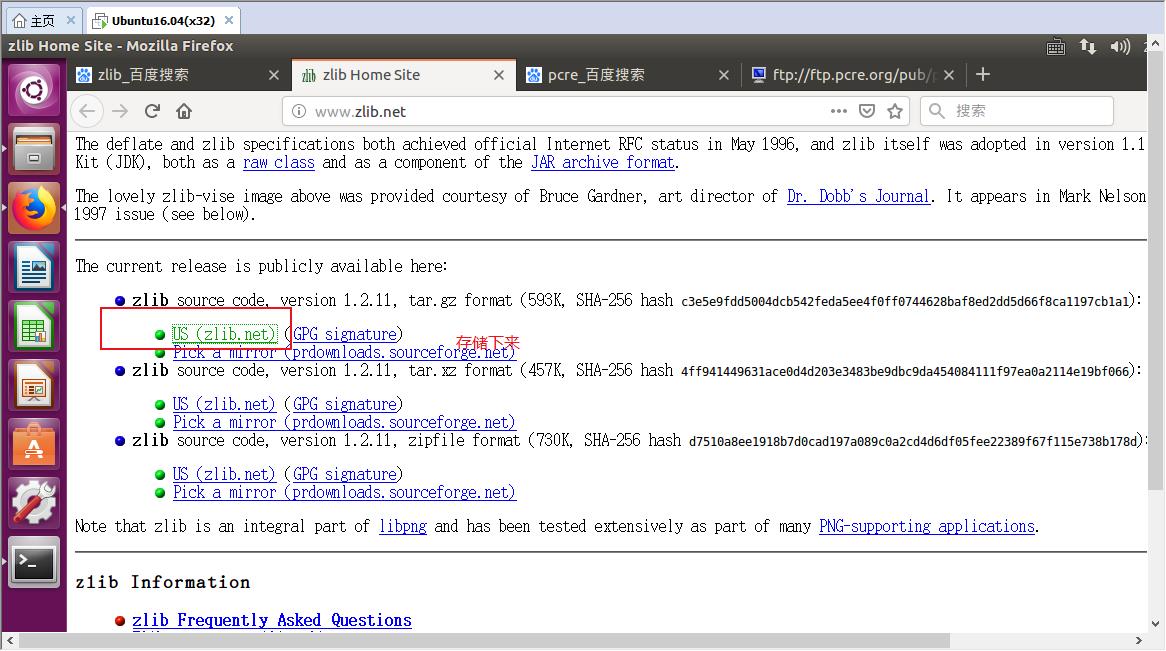 主页
Ubuntu16.04(x32)
zlib Home Site - Mozilla Firefox
zlib_百度搜索
zlib Home Site
pcre_百度搜索
ftp://ftp.pcre.org/pub/
www.zlib.net
搜索
The deflate and zlib specifications both achieved official Internet RFC status in May 1996, and zlib itself was adopted in version 1.1
Kit (JDK), both as a raw class and as a component of the JAR archive format.
The lovely zlib-vise image above was provided courtesy of Bruce Gardner, art director of Dr. Dobb's Journal. It appears in Mark Nelson
1997 issue (see below).
The current release is publicly available here:
zlib source code, version 1.2.11, tar.gz format (593K, SHA-256 hash c3e5e9fdd5004dcb542feda5ee4f0ff0744628baf8ed2dd5d66f8ca1197cb1a1):
US (zlib.net) (GPG signature)
存储下来
Pick a mirror (prdownloads.sourceforge.net)
zlib source code, version 1.2.11, tar.xz format (457K, SHA-256 hash 4ff941449631ace0d4d203e3483be9dbc9da454084111f97ea0a2114e19bf066):
US (zlib.net) (GPG signature)
Pick a mirror (prdownloads.sourceforge.net)
zlib source code, version 1.2.11, zipfile format (730K, SHA-256 hash d7510a8ee1918b7d0cad197a089c0a2cd4d6df05fee22389f67f115e738b178d):
US (zlib.net) (GPG signature)
Pick a mirror (prdownloads.sourceforge.net)
Note that zlib is an integral part of libpng and has been tested extensively as part of many PNG-supporting applications.
zlib Information
zlib Frequently Asked Questions